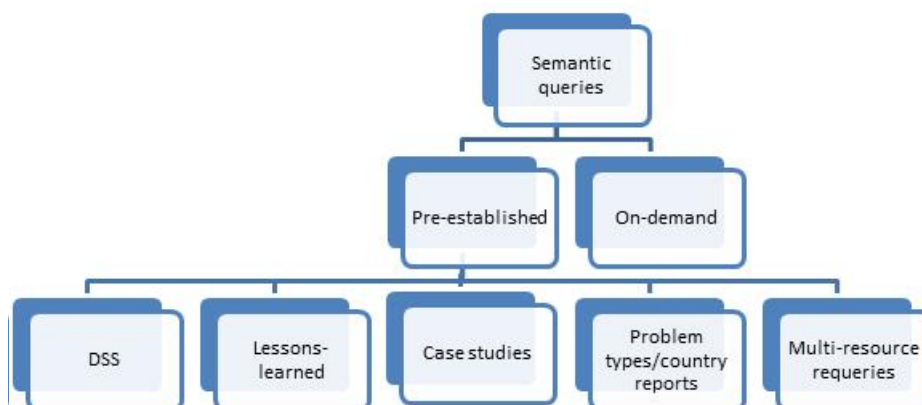 Semantic
queries
Pre-established
On-demand
DSS
Lessons-
learned
Case studies
Problem
types/country
reports
Multi-resource
requeries